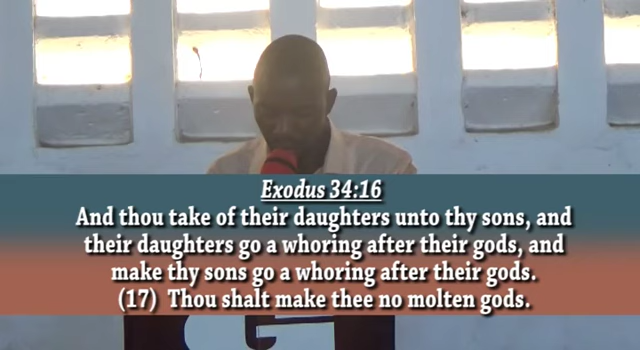 Exodus 34:16
And thou take of their daughters unto thy sons, and
their daughters go a whoring after their gods, and
make thy sons go a whoring after their gods.
(17) Thou shalt make thee no molten gods.